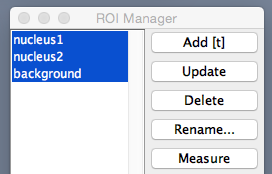 ROI Manager
nucleus1
nucleus2
background
Add [t]
Update
Delete
Rename...
Measure